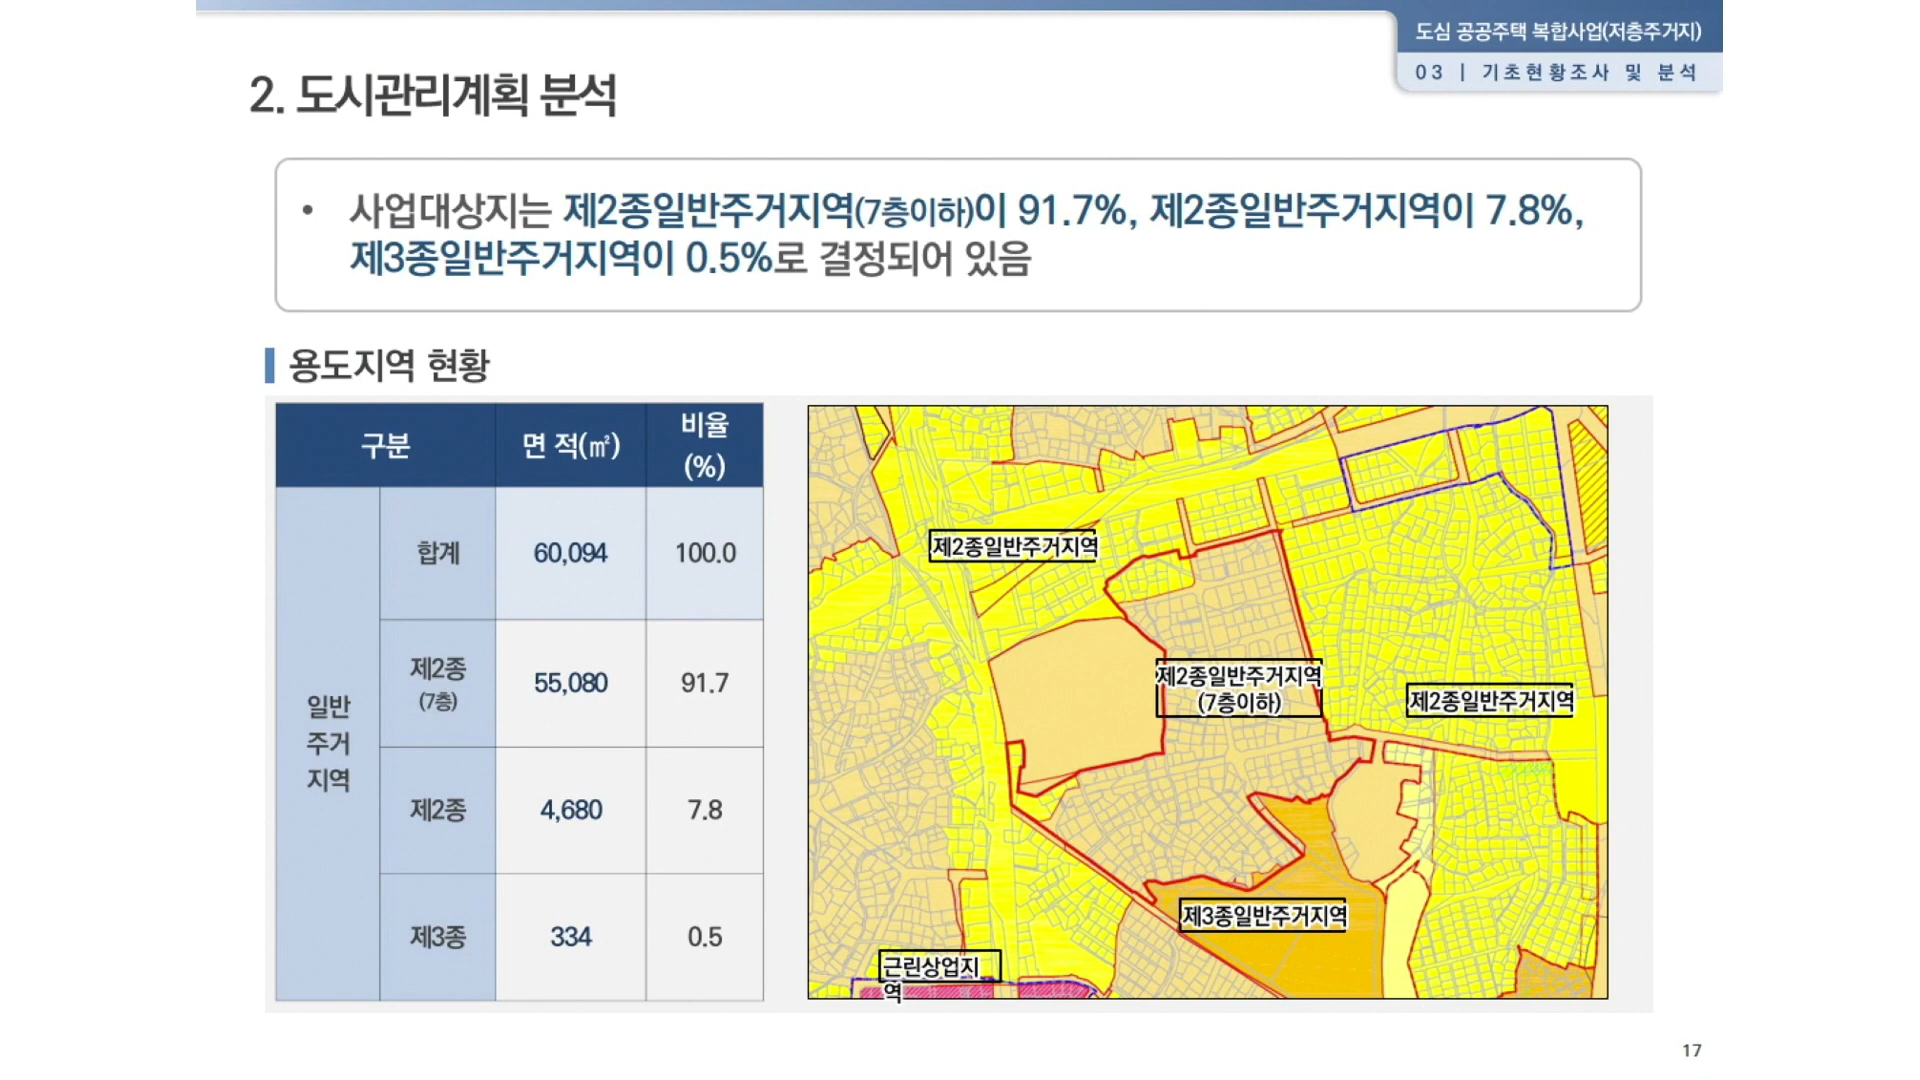 도심 공공주택 복합사업(저층주거지)
03 | 기초현황조사 및 분석
2. 도시관리계획 분석
• 사업대상지는 제2종일반주거지역(7층이하)이 91.7%, 제2종일반주거지역이 7.8%,
제3종일반주거지역이 0.5%로 결정되어 있음
용도지역 현황
구분 면 적(㎡) 비율
(%)
일반
주거
지역
합계 60,094 100.0
제2종
(7층)
55,080 91.7
제2종 4,680 7.8
제3종 334 0.5
제2종일반주거지역
제2종일반주거지역
(7층이하)
제2종일반주거지역
제3종일반주거지역
근린상업지
역
17